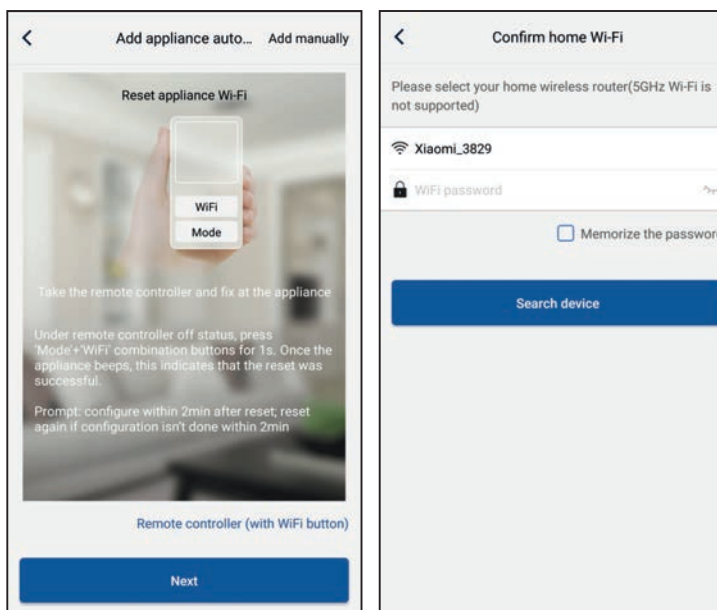 Add appliance auto... Add manually
Reset appliance Wi-Fi
WiFi
Mode
Take the remote controller and fix at the appliance
Under remote controller off status, press
'Mode'+'WiFi' combination buttons for 1s. Once the
appliance beeps, this indicates that the reset was
successful.
Prompt: configure within 2min after reset; reset
again if configuration isn't done within 2min
Remote controller (with WiFi button)
Next
Confirm home Wi-Fi
Please select your home wireless router(5GHz Wi-Fi is
not supported)
Xiaomi_3829
WiFi password
Memorize the passwor
Search device